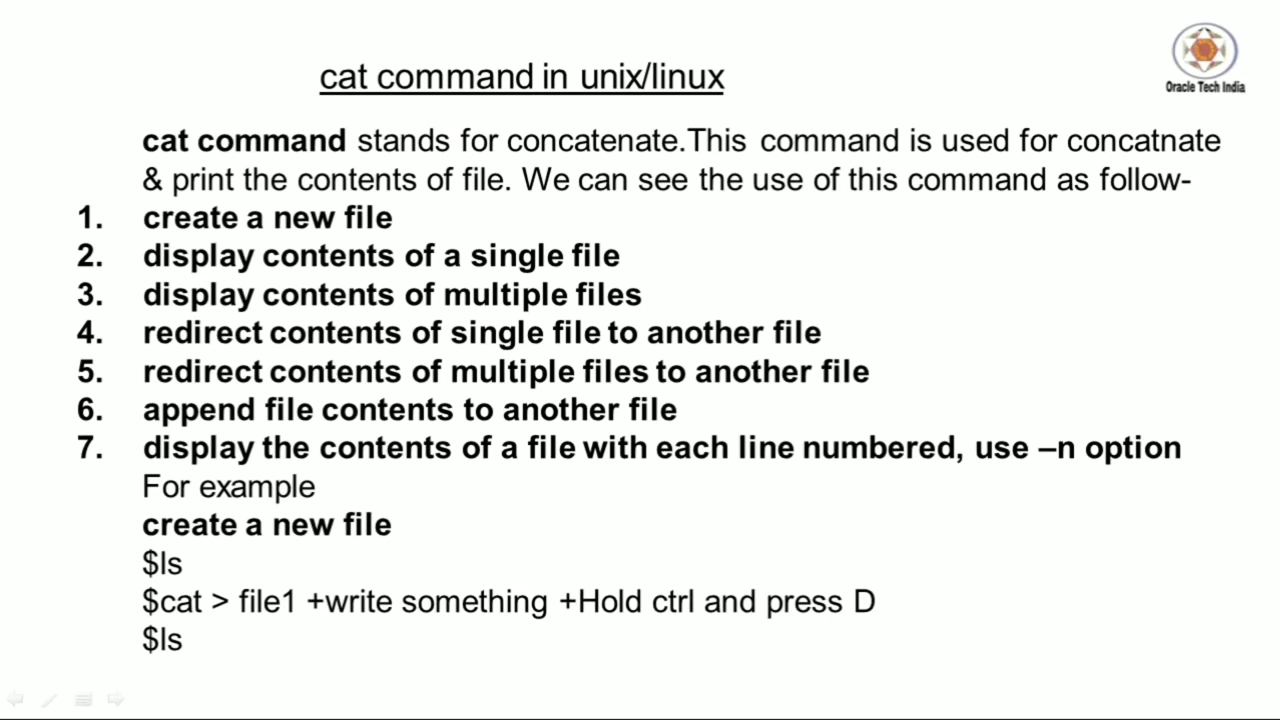 Oracle Tech India
cat command in unix/linux
cat command stands for concatenate.This command is used for concatnate
& print the contents of file. We can see the use of this command as follow-
1. create a new file
2. display contents of a single file
3. display contents of multiple files
4. redirect contents of single file to another file
5. redirect contents of multiple files to another file
6. append file contents to another file
7. display the contents of a file with each line numbered, use –n option
For example
create a new file
$ls
$cat > file1 +write something +Hold ctrl and press D
$ls